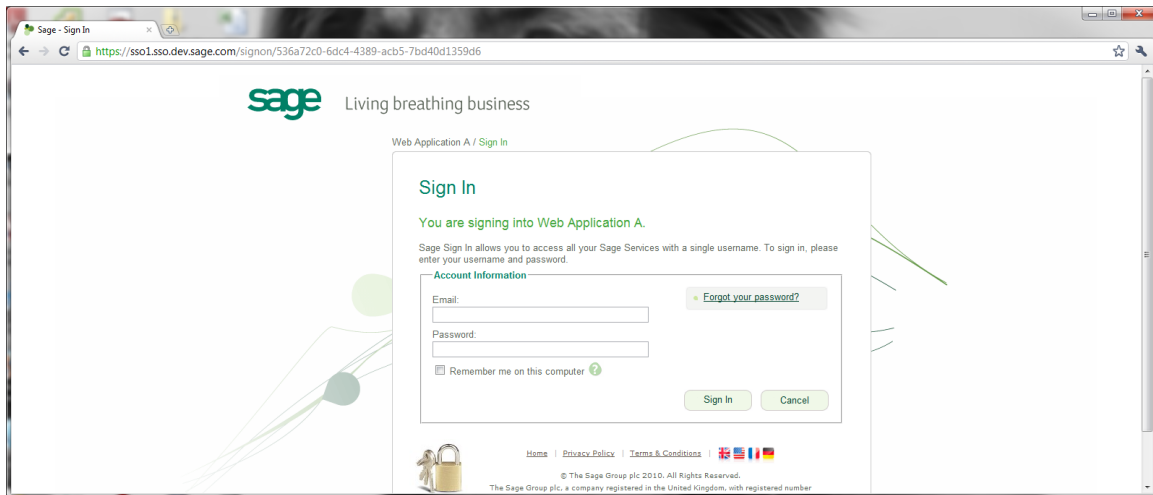 Sage - Sign In
https://sso1.sso.dev.sage.com/signon/536a72c0-6dc4-4389-acb5-7bd40d1359d6
sage Living breathing business
Web Application A / Sign In
Sign In
You are signing into Web Application A.
Sage Sign In allows you to access all your Sage Services with a single username. To sign in, please
enter your username and password.
Account Information
Email:
Forgot your password?
Password:
Remember me on this computer ?
Sign In Cancel
Home | Privacy Policy | Terms & Conditions |
© The Sage Group plc 2010. All Rights Reserved.
The Sage Group plc, a company registered in the United Kingdom, with registered number